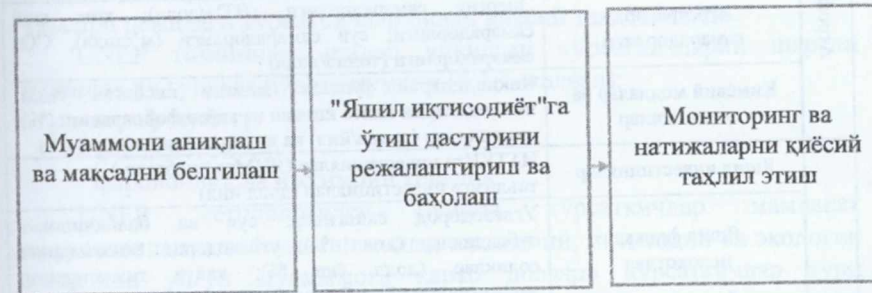 Муаммони аниқлаш
ва мақсадни белгилаш
"Яшил иқтисодиёт"га
ўтиш дастурини
режалаштириш ва
баҳолаш
Мониторинг ва
натижаларни қиёсий
таҳлил этиш